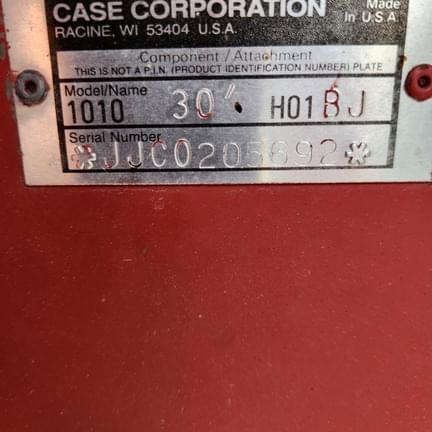 CASE CORPORATION
RACINE, WI 53404 U.S.A.
Made
In U.S.A.
Component / Attachment
THIS IS NOT A P.I.N. (PRODUCT IDENTIFICATION NUMBER) PLATE
Model/Name
1010 30" H01BJ
Serial Number
*JJC0205692*